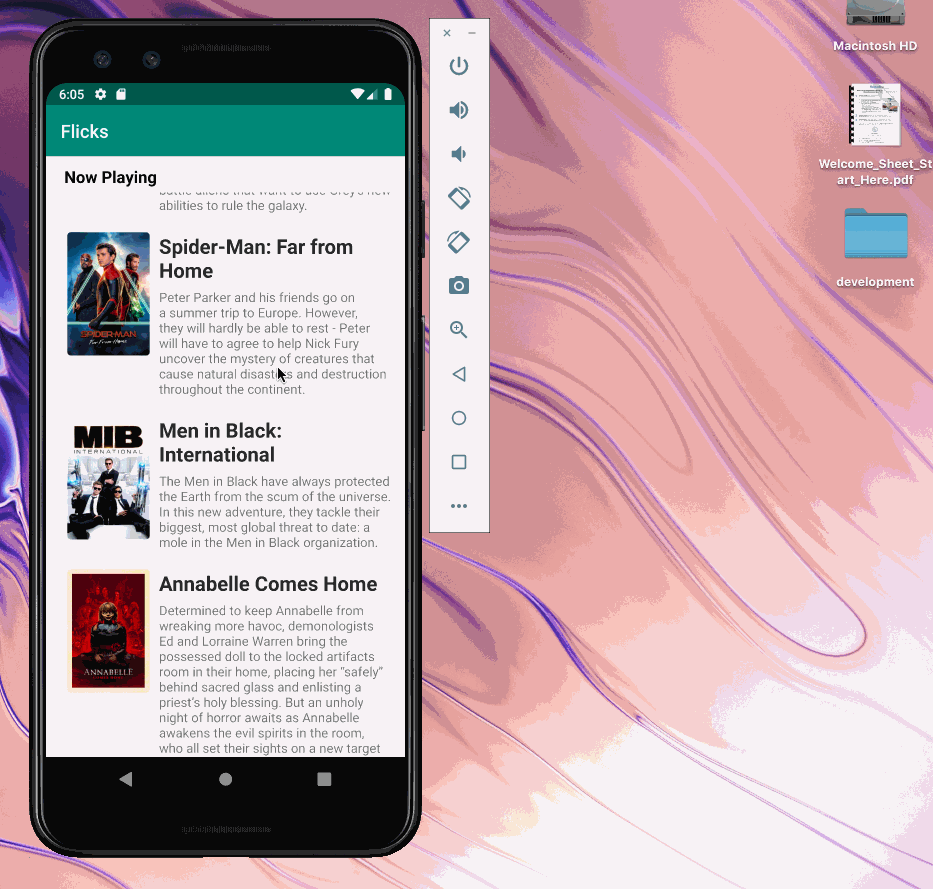 6:05
Flicks
Now Playing
battle aliens that want to use Grey's new
abilities to rule the galaxy.
Spider-Man: Far from
Home
Peter Parker and his friends go on
a summer trip to Europe. However,
they will hardly be able to rest - Peter
will have to agree to help Nick Fury
uncover the mystery of creatures that
cause natural disasters and destruction
throughout the continent.
SPIDER-MAN
Far From Home
MIB
INTERNATIONAL
Men in Black:
International
The Men in Black have always protected
the Earth from the scum of the universe.
In this new adventure, they tackle their
biggest, most global threat to date: a
mole in the Men in Black organization.
ANNABELLE
Annabelle Comes Home
Determined to keep Annabelle from
wreaking more havoc, demonologists
Ed and Lorraine Warren bring the
possessed doll to the locked artifacts
room in their home, placing her “safely”
behind sacred glass and enlisting a
priest’s holy blessing. But an unholy
night of horror awaits as Annabelle
awakens the evil spirits in the room,
who all set their sights on a new target
Macintosh HD
Welcome_Sheet_St
art_Here.pdf
development